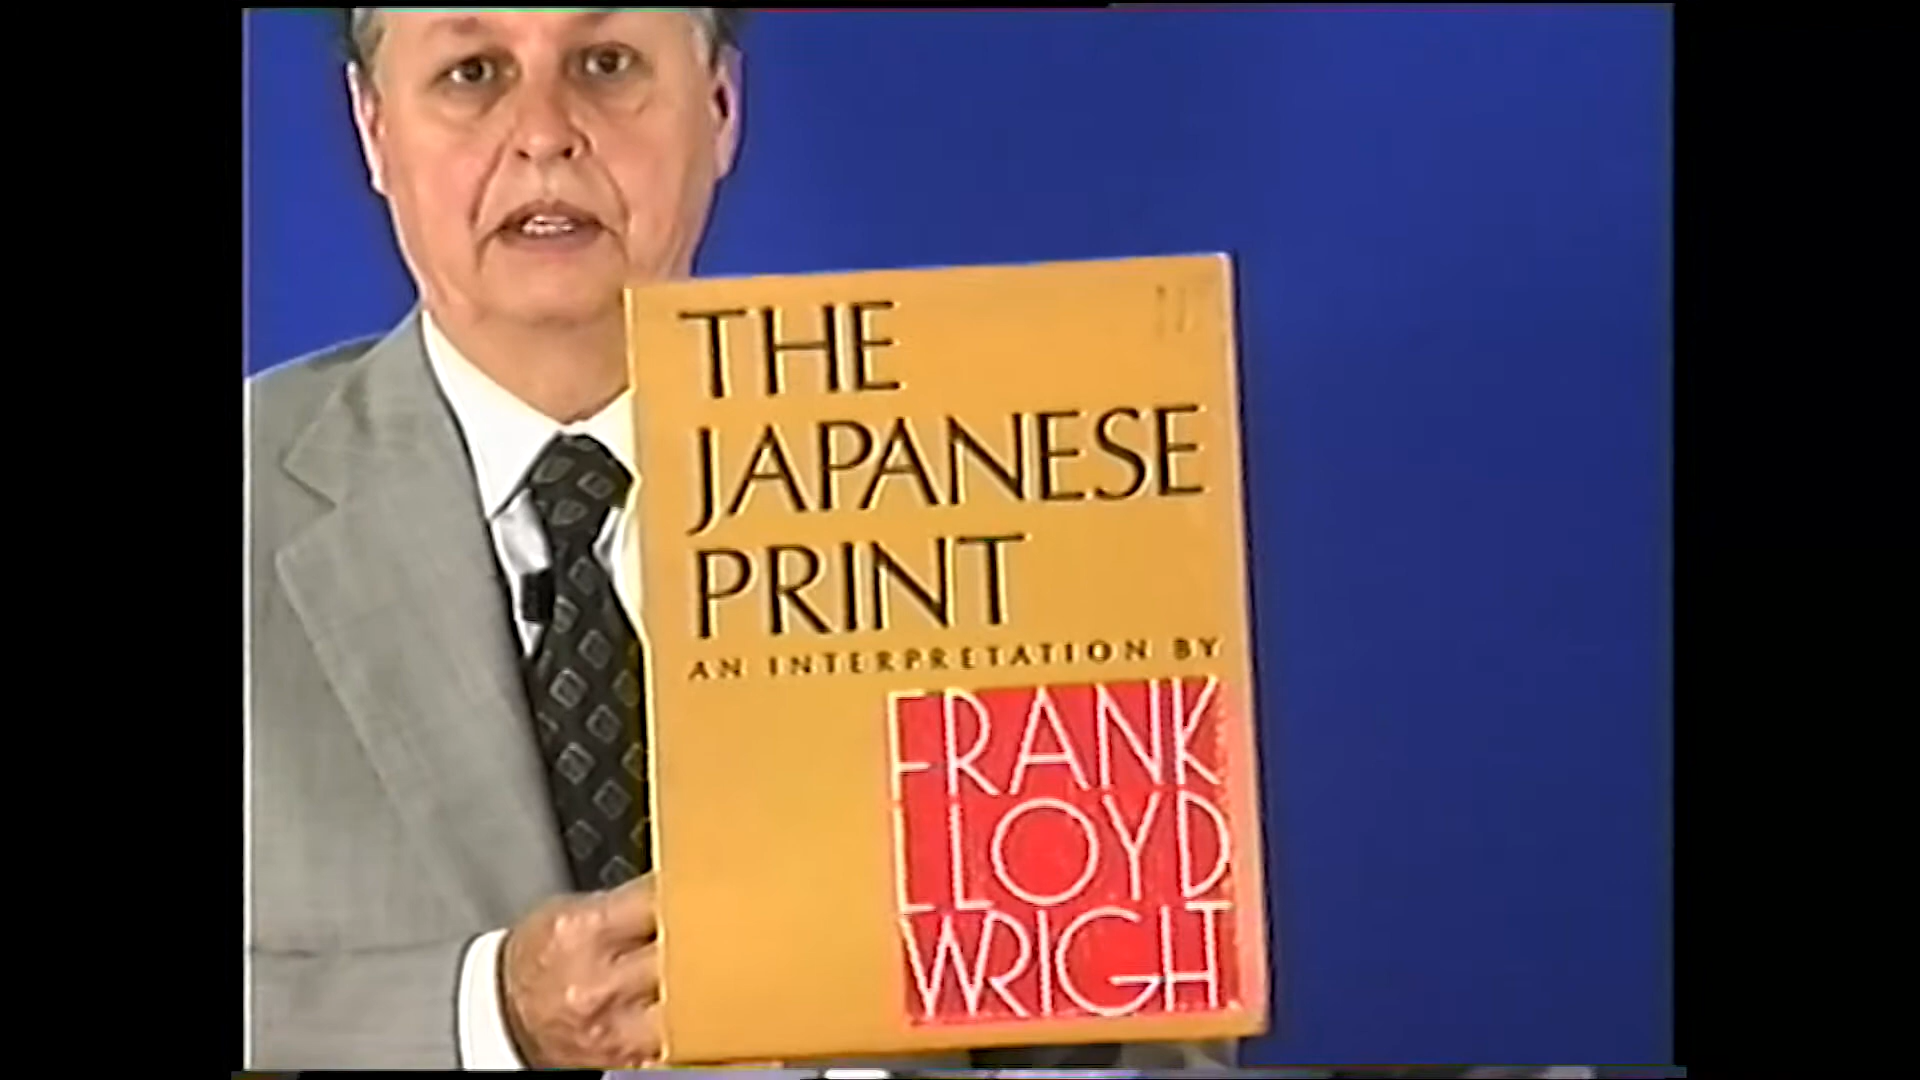 THE
JAPANESE
PRINT
AN INTERPRETATION BY
FRANK
LLOYD
WRIGHT